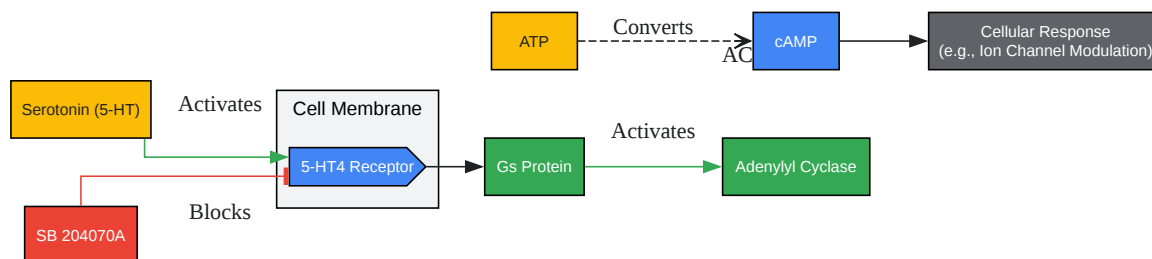 ATP
Converts
AC
cAMP
Cellular Response
(e.g., Ion Channel Modulation)
Serotonin (5-HT)
Activates
Cell Membrane
5-HT4 Receptor
Gs Protein
Activates
Adenylyl Cyclase
Blocks
SB 204070A